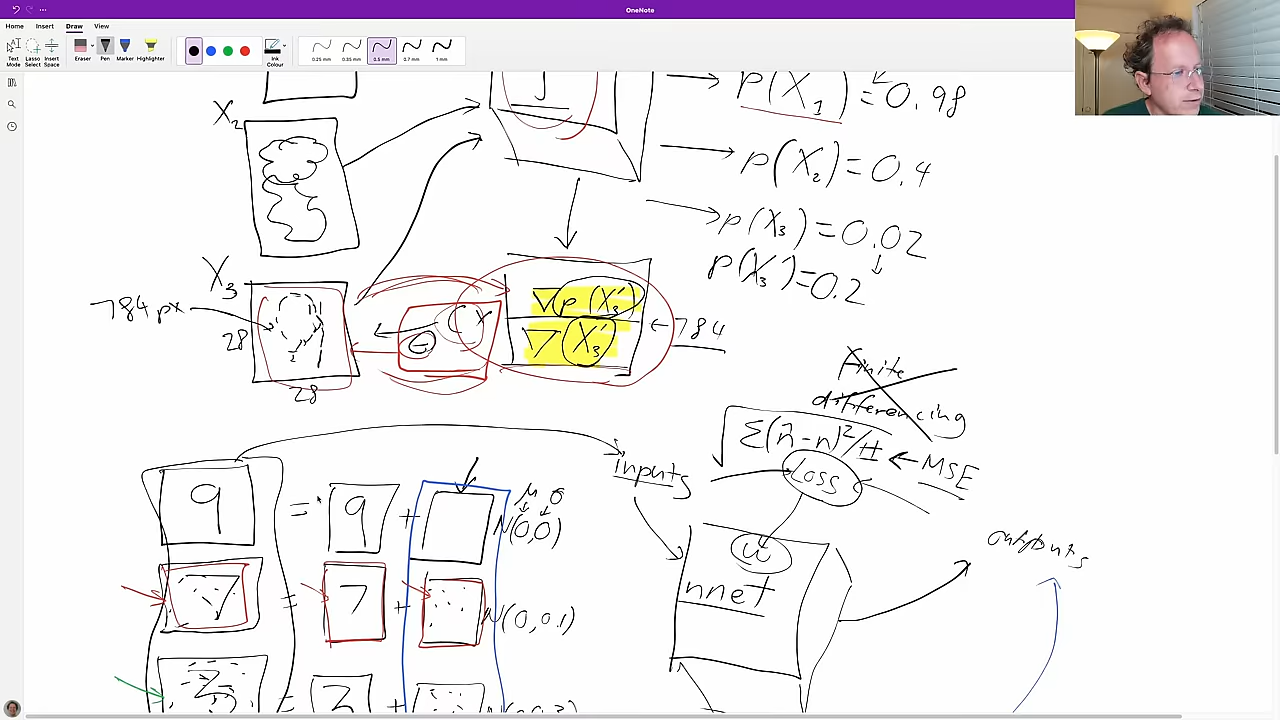 OneNote
Home Insert Draw View
Text Mode
Lasso Select
Insert Space
Eraser
Pen
Marker
Highlighter
Ink Colour
0.25 mm 0.35 mm 0.5 mm 0.7 mm 1 mm
p(X₁)=0.98
X₂
p(X₂)=0.4
p(X₃)=0.02
p(X₃')=0.2
X₃
784 px
28
28
∇(p(X₃')
∇(X₃')
784
Finite
differencing
Σ(n̂-n)²/#
← MSE
Loss
inputs
outputs
w
nnet
9 = 9 +
μ σ
N(0,0)
7 = 7 + N(0,0.1)
3 = 3 +